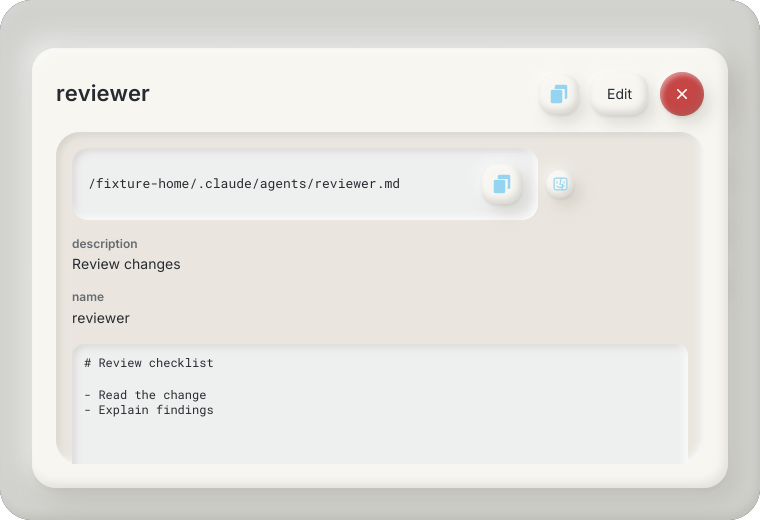 reviewer
Edit
/fixture-home/.claude/agents/reviewer.md
description
Review changes
name
reviewer
# Review checklist
- Read the change
- Explain findings